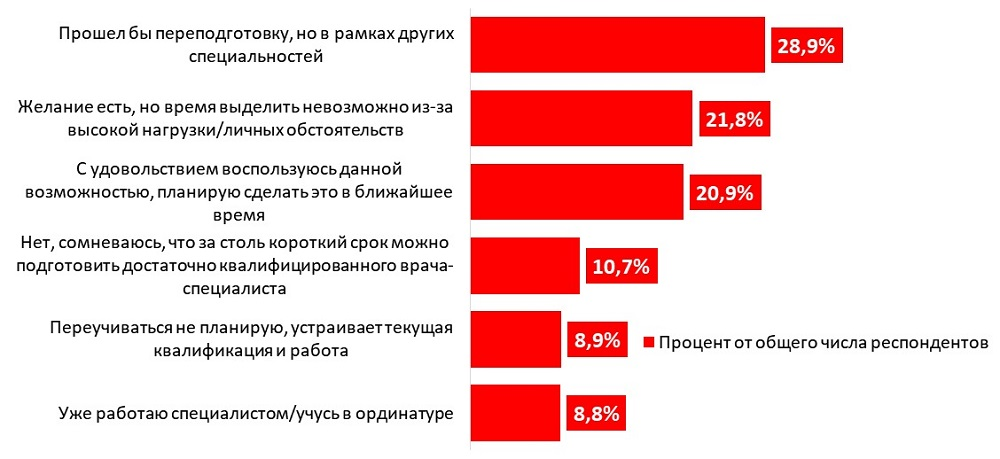 Прошел бы переподготовку, но в рамках других
специальностей
28,9%
Желание есть, но время выделить невозможно из-за
высокой нагрузки/личных обстоятельств
21,8%
С удовольствием воспользуюсь данной
возможностью, планирую сделать это в ближайшее
время
20,9%
Нет, сомневаюсь, что за столь короткий срок можно
подготовить достаточно квалифицированного врача-
специалиста
10,7%
Переучиваться не планирую, устраивает текущая
квалификация и работа
8,9%
Процент от общего числа респондентов
Уже работаю специалистом/учусь в ординатуре
8,8%